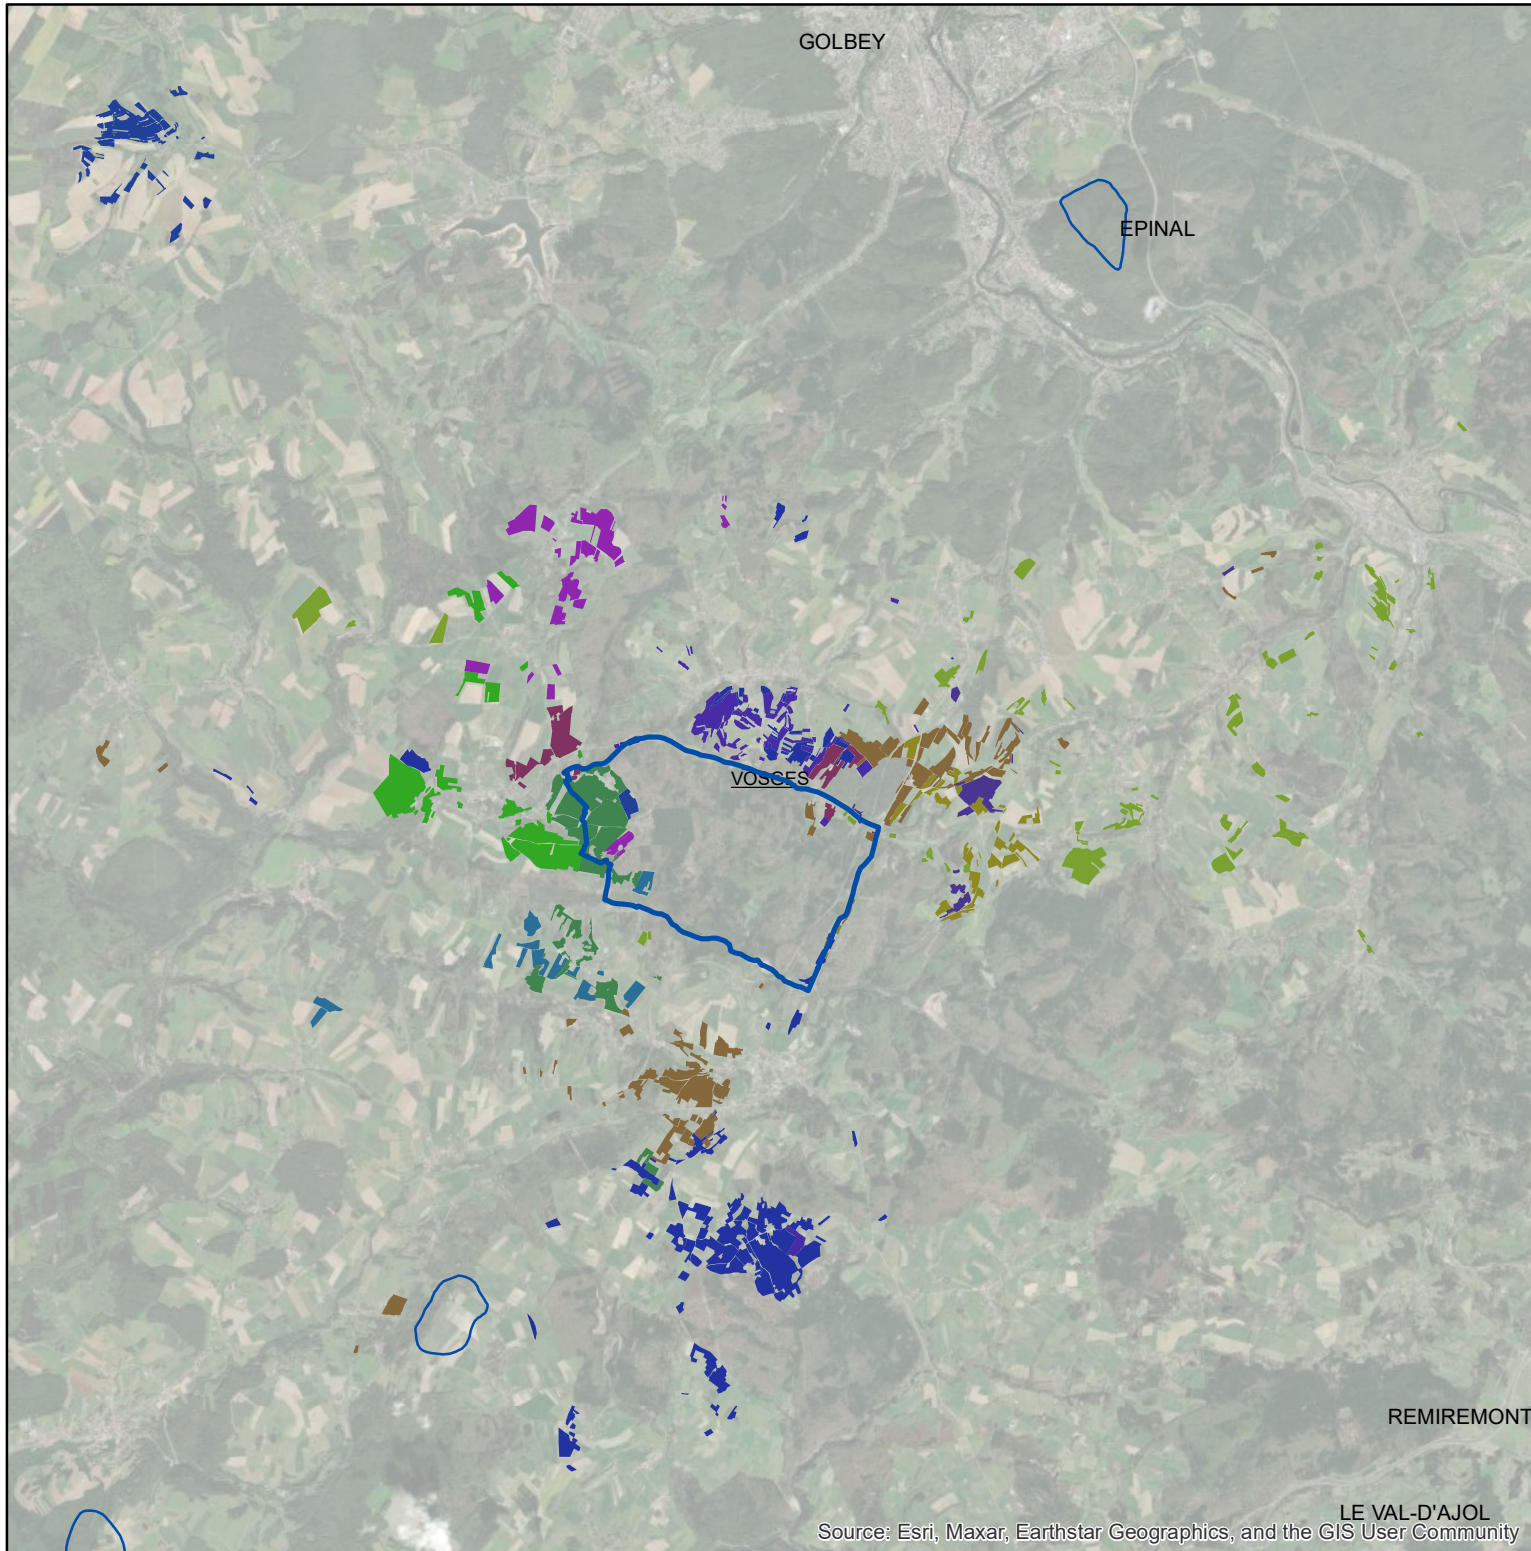 GOLBEY
EPINAL
VOSGES
REMIREMONT
LE VAL-D'AJOL
Source: Esri, Maxar, Earthstar Geographics, and the GIS User Community